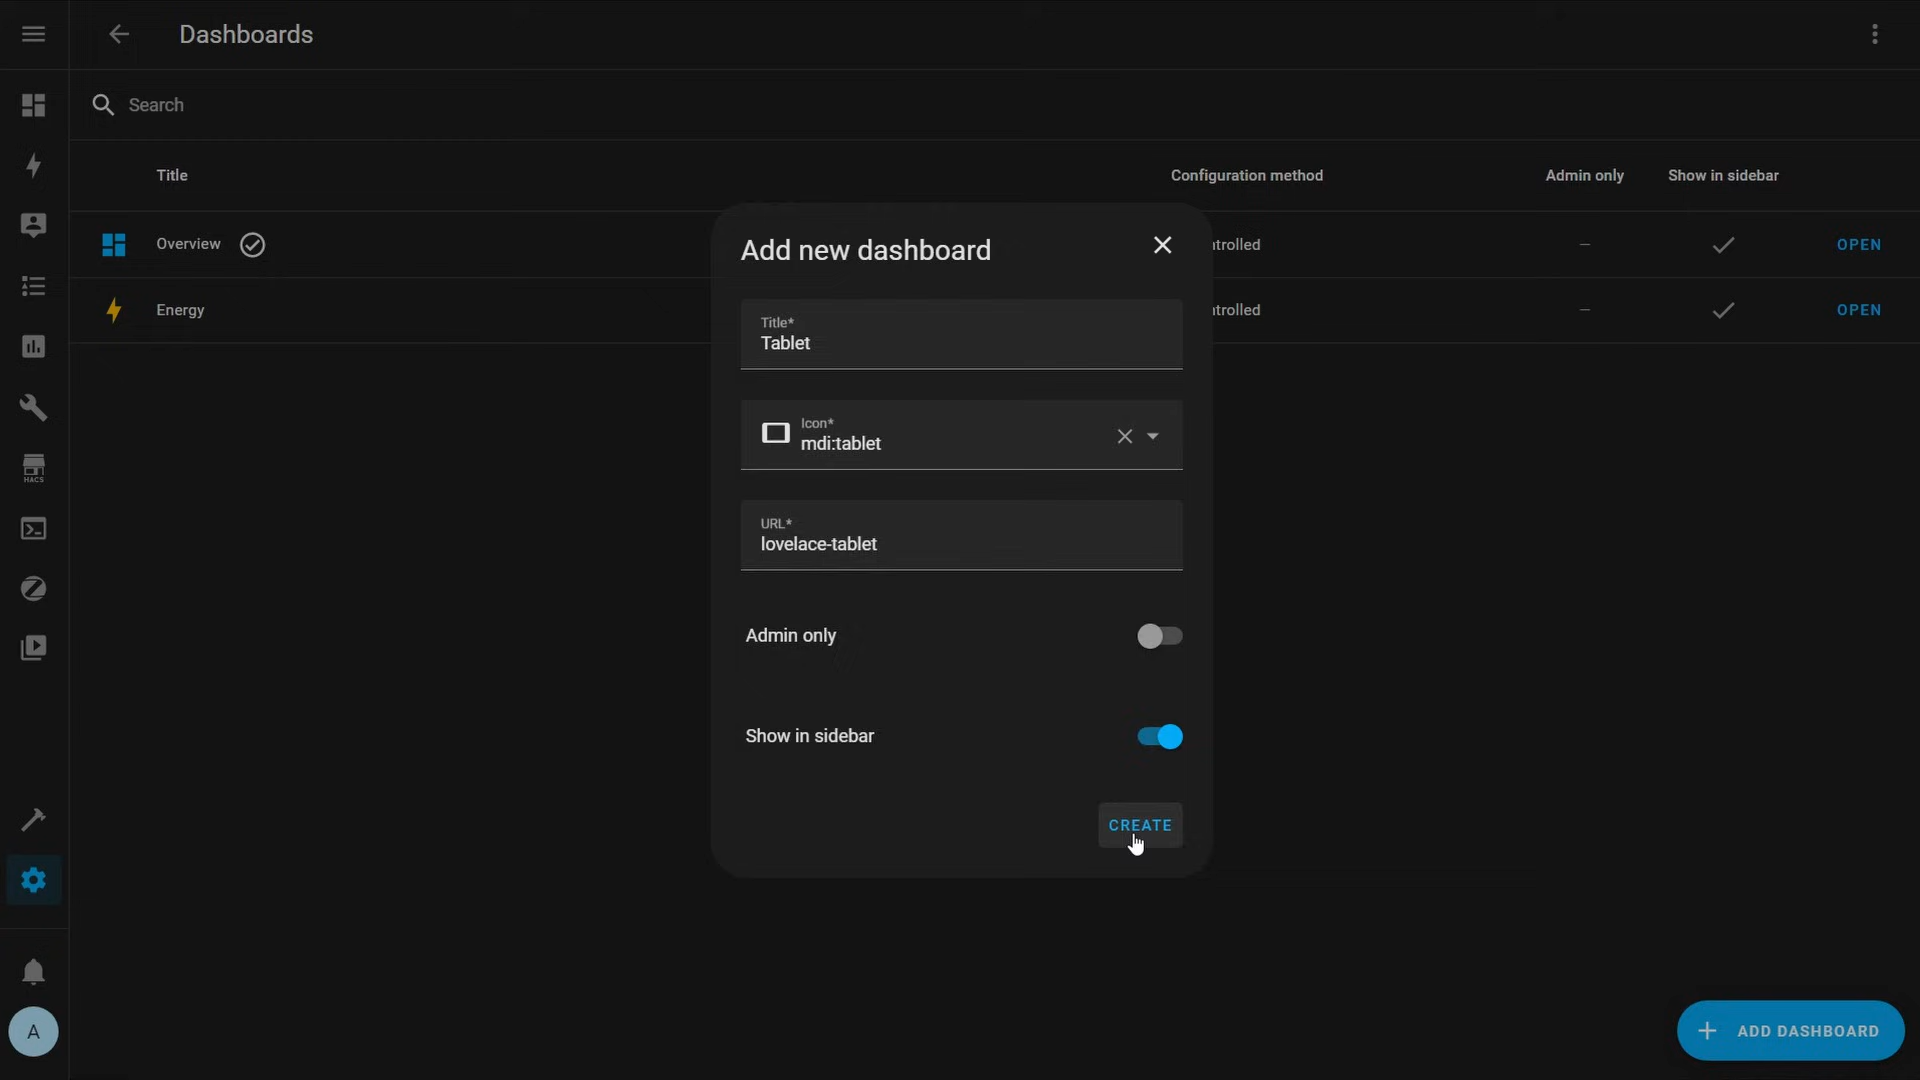 Dashboards
Search
Title
Configuration method
Admin only
Show in sidebar
Overview
trolled
OPEN
Energy
trolled
OPEN
Add new dashboard
Title*
Tablet
Icon*
mdi:tablet
URL*
lovelace-tablet
Admin only
Show in sidebar
CREATE
HACS
A
ADD DASHBOARD